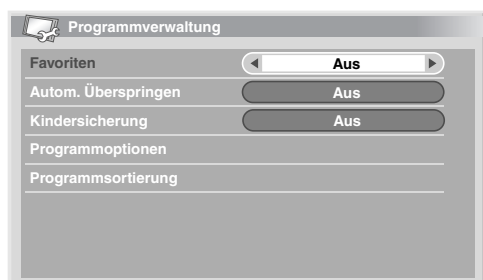 Programmverwaltung
Favoriten Aus
Autom. Überspringen Aus
Kindersicherung Aus
Programmoptionen
Programmsortierung